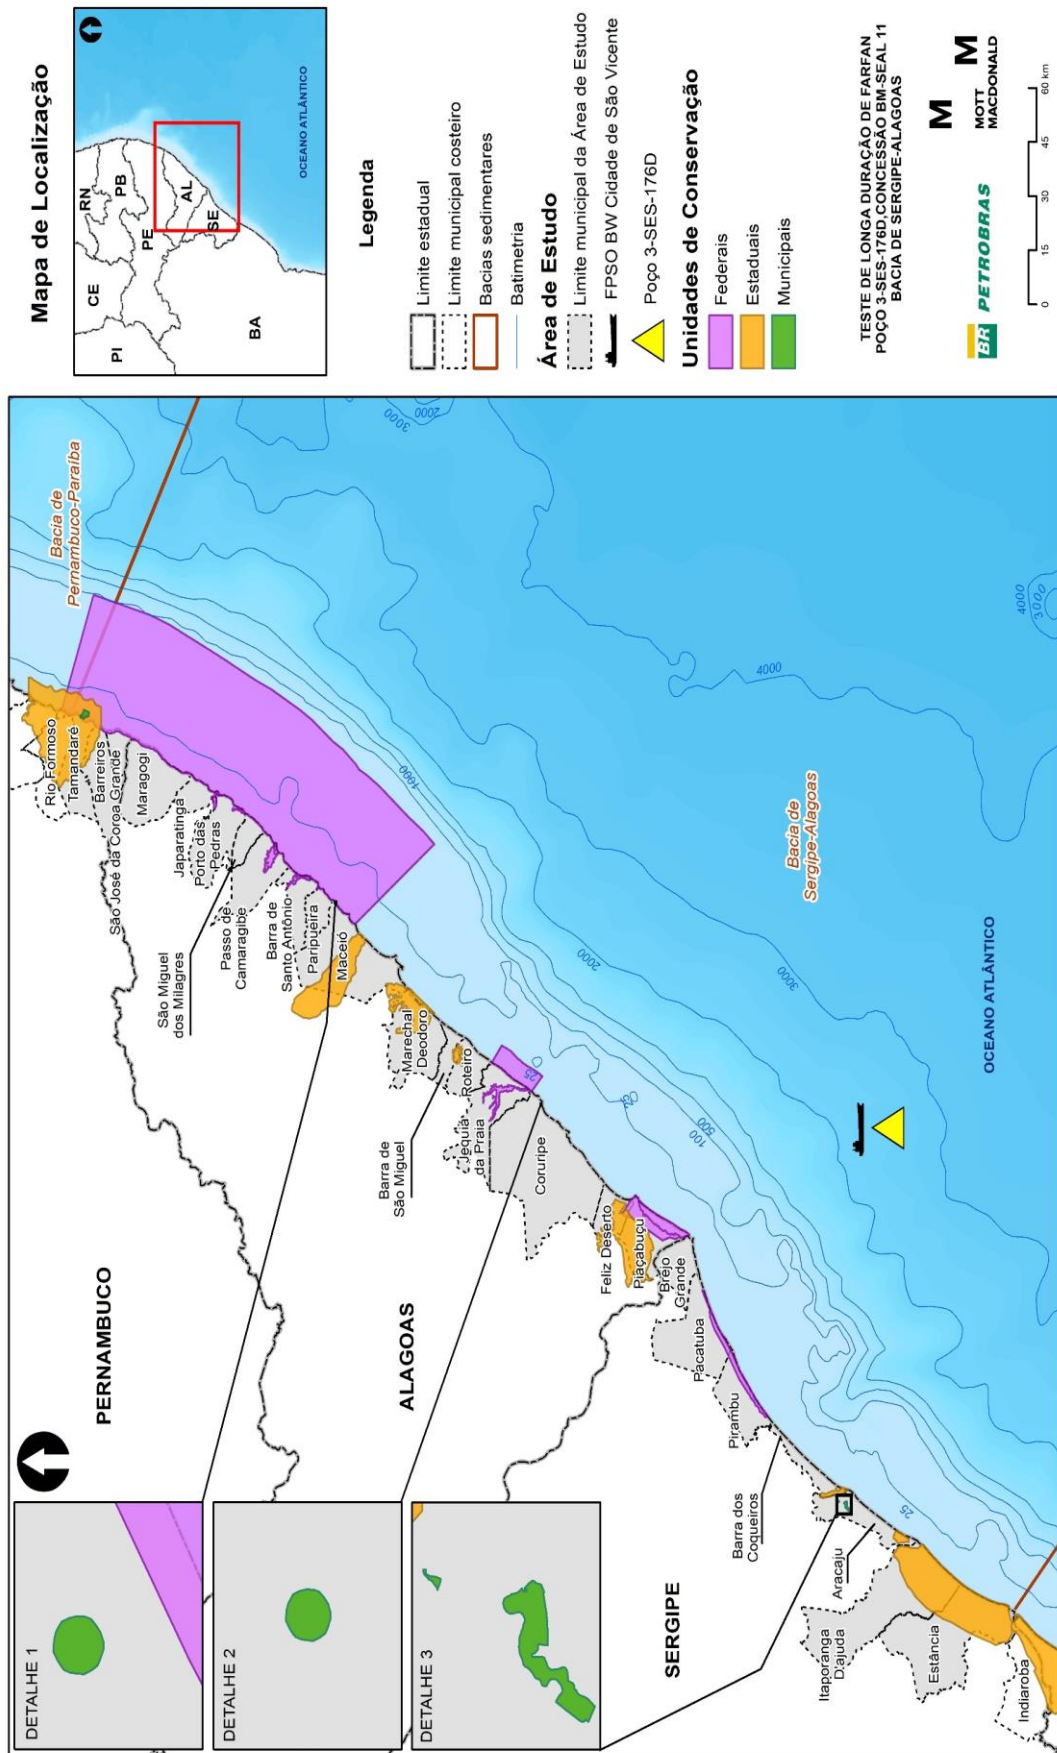 DETALHE 1
DETALHE 2
DETALHE 3
PERNAMBUCO
ALAGOAS
SERGIPE
Bacia de
Pernambuco-Paraíba
Rio Formoso
Tamandaré
Barreiros
São José da Coroa Grande
Maragogi
Japaratinga
Porto das
Pedras
São Miguel
dos Milagres
Passo de
Camaragibe
Barra de
Santo Antônio
Paripueira
Maceió
Marechal
Deodoro
Barra de
São Miguel
Roteiro
Jequiá
da Praia
Coruripe
Feliz Deserto
Piaçabuçu
Brejo
Grande
Pacatuba
Pirambu
Barra dos
Coqueiros
Aracaju
Itaporanga
D'ajuda
Estância
Indiaroba
25
25
25
100
500
1000
2000
3000
4000
2000
3000
4000
3000
Bacia de
Sergipe-Alagoas
OCEANO ATLÂNTICO
Mapa de Localização
PI
CE
RN
PB
PE
AL
SE
BA
OCEANO ATLÂNTICO
Legenda
Limite estadual
Limite municipal costeiro
Bacias sedimentares
Batimetria
Área de Estudo
Limite municipal da Área de Estudo
FPSO BW Cidade de São Vicente
Poço 3-SES-176D
Unidades de Conservação
Federais
Estaduais
Municipais
TESTE DE LONGA DURAÇÃO DE FARFAN
POÇO 3-SES-176D,CONCESSÃO BM-SEAL 11
BACIA DE SERGIPE-ALAGOAS
BR PETROBRAS
M M
MOTT
MACDONALD
0 15 30 45 60 km